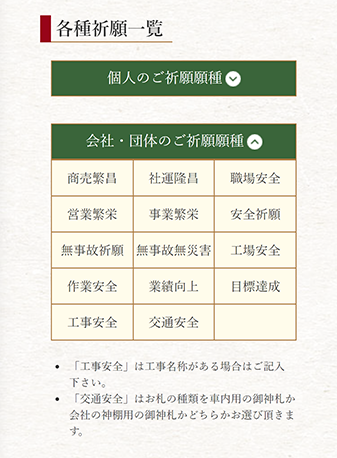 各種祈願一覧
個人のご祈願願種
会社・団体のご祈願願種
商売繁昌 社運隆昌 職場安全
営業繁栄 事業繁栄 安全祈願
無事故祈願 無事故無災害 工場安全
作業安全 業績向上 目標達成
工事安全 交通安全
• 「工事安全」は工事名称がある場合はご記入
下さい。
• 「交通安全」はお札の種類を車内用の御神札か
会社の神棚用の御神札かどちらかお選び頂きま
す。